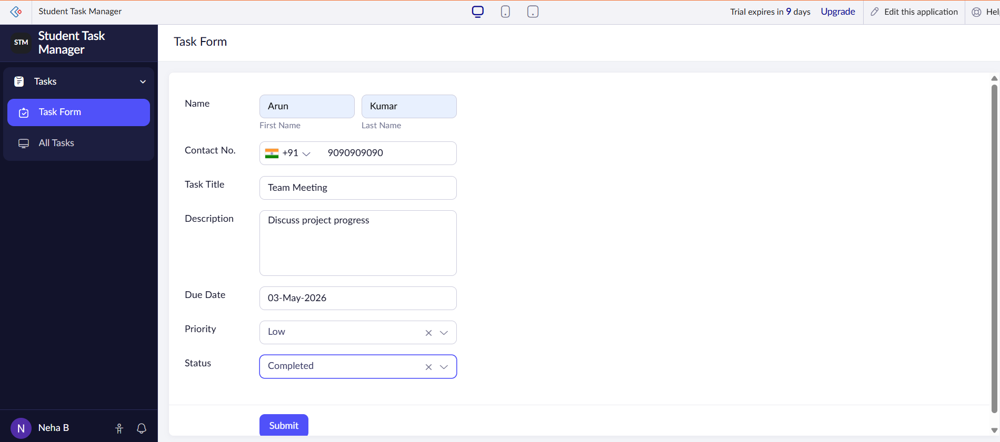 Student Task Manager
Trial expires in 9 days Upgrade Edit this application
STM
Student Task
Manager
Tasks
Task Form
All Tasks
Neha B
N
Task Form
Name
Arun Kumar
First Name Last Name
Contact No.
+91 9090909090
Task Title
Team Meeting
Description
Discuss project progress
Due Date
03-May-2026
Priority
Low
Status
Completed
Submit